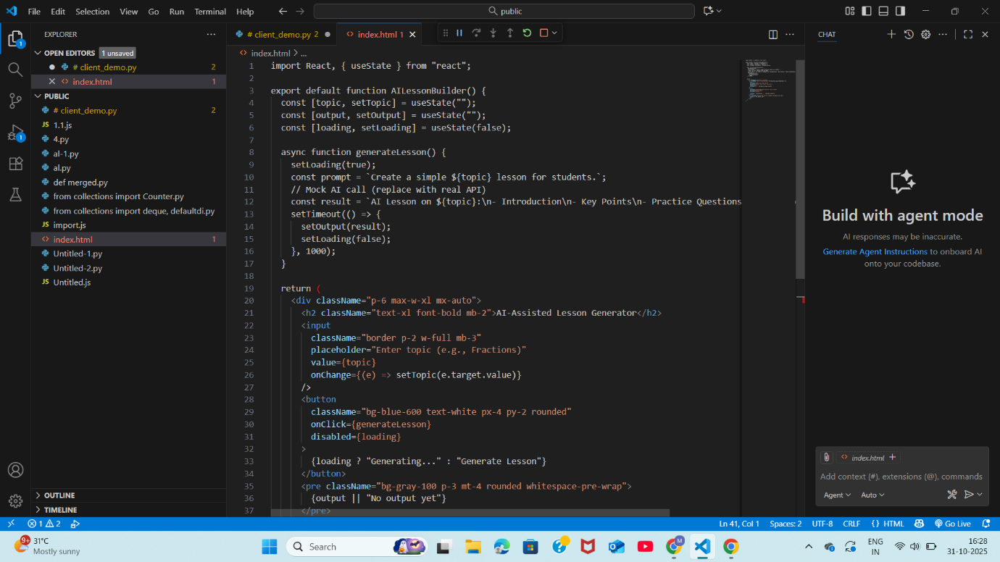 File Edit Selection View Go Run Terminal Help
public
EXPLORER
OPEN EDITORS 1 unsaved
# client_demo.py 2
index.html 1
PUBLIC
# client_demo.py 2
1.1.js
4.py
al-1.py
al.py
def merged.py
from collections import Counter.py
from collections import deque, defaultdi.py
import.js
index.html 1
Untitled-1.py
Untitled-2.py
Untitled.js
OUTLINE
TIMELINE
# client_demo.py 2
index.html 1
index.html > ...
1 import React, { useState } from "react";
2
3 export default function AILessonBuilder() {
4 const [topic, setTopic] = useState("");
5 const [output, setOutput] = useState("");
6 const [loading, setLoading] = useState(false);
7
8 async function generateLesson() {
9 setLoading(true);
10 const prompt = `Create a simple ${topic} lesson for students.`;
11 // Mock AI call (replace with real API)
12 const result = `AI Lesson on ${topic}:\n- Introduction\n- Key Points\n- Practice Questions
13 setTimeout(() => {
14 setOutput(result);
15 setLoading(false);
16 }, 1000);
17 }
18
19 return (
20 <div className="p-6 max-w-xl mx-auto">
21 <h2 className="text-xl font-bold mb-2">AI-Assisted Lesson Generator</h2>
22 <input
23 className="border p-2 w-full mb-3"
24 placeholder="Enter topic (e.g., Fractions)"
25 value={topic}
26 onChange={(e) => setTopic(e.target.value)}
27 />
28 <button
29 className="bg-blue-600 text-white px-4 py-2 rounded"
30 onClick={generateLesson}
31 disabled={loading}
32 >
33 {loading ? "Generating..." : "Generate Lesson"}
34 </button>
35 <pre className="bg-gray-100 p-3 mt-4 rounded whitespace-pre-wrap">
36 {output || "No output yet"}
37 </pre>
CHAT
Build with agent mode
AI responses may be inaccurate.
Generate Agent Instructions to onboard AI
onto your codebase.
index.html
Add context (#), extensions (@), commands
Agent Auto
1 2
Ln 41, Col 1 Spaces: 2 UTF-8 CRLF {} HTML Go Live
9+
31°C
Mostly sunny
Search
M
ENG
IN
16:28
31-10-2025